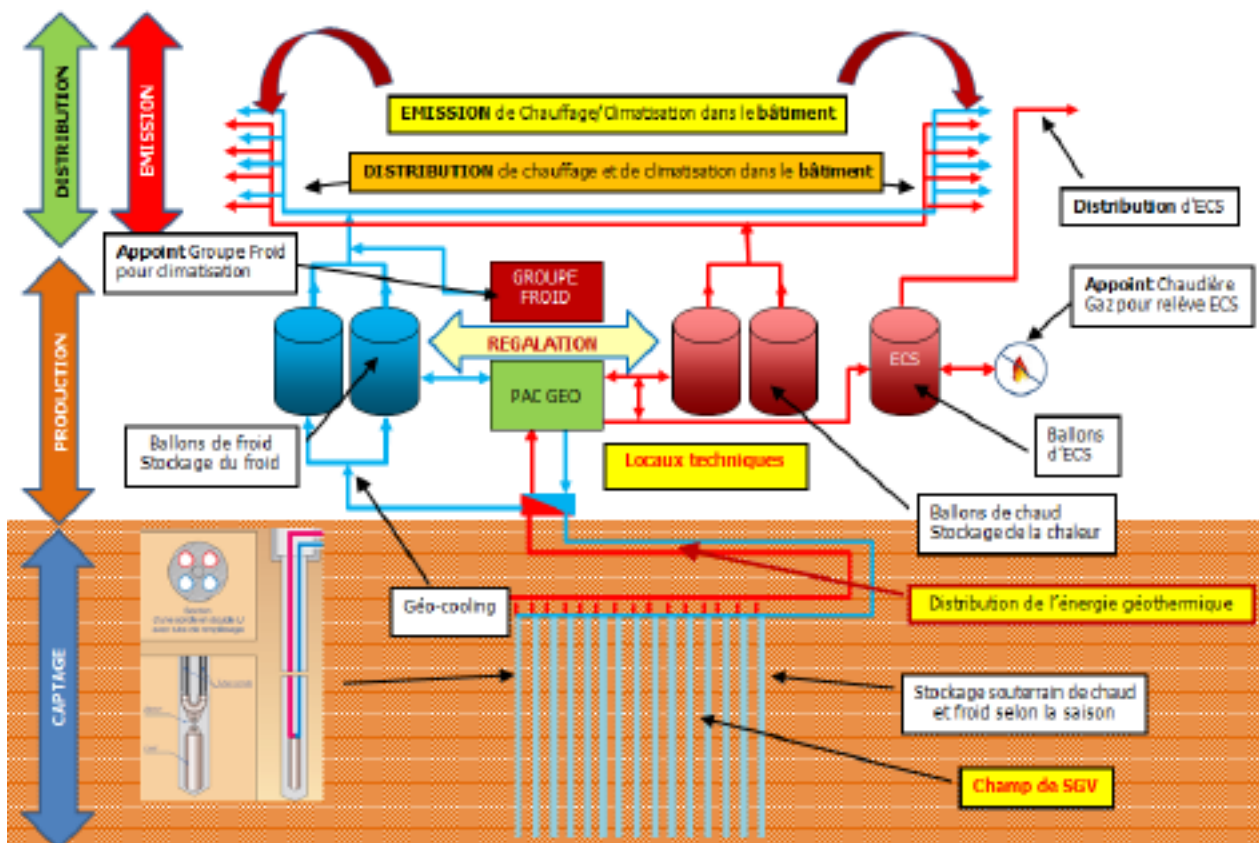 DISTRIBUTION
EMISSION
EMISSION de Chauffage/Climatisation dans le bâtiment
DISTRIBUTION de chauffage et de climatisation dans le bâtiment
Distribution d'ECS
Appoint Groupe Froid
pour climatisation
GROUPE
FROID
Appoint Chaudière
Gaz pour relève ECS
PRODUCTION
REGALATION
ECS
PAC GEO
Ballons de froid
Stockage du froid
Locaux techniques
Ballons
d'ECS
Ballons de chaud
Stockage de la chaleur
CAPTAGE
Géo-cooling
Distribution de l'énergie géothermique
Stockage souterrain de chaud
et froid selon la saison
Champ de SGV